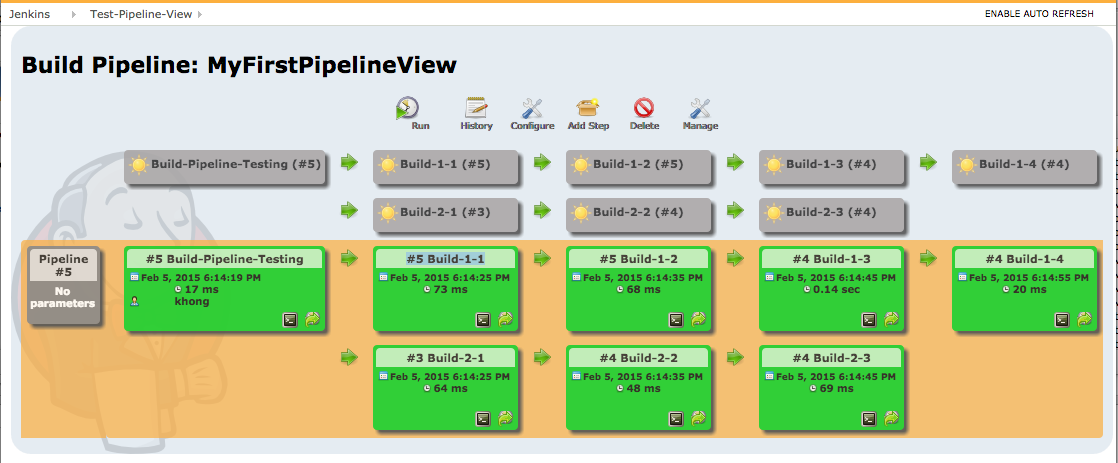 Jenkins Test-Pipeline-View ENABLE AUTO REFRESH
Build Pipeline: MyFirstPipelineView
Run History Configure Add Step Delete Manage
Build-Pipeline-Testing (#5) Build-1-1 (#5) Build-1-2 (#5) Build-1-3 (#4) Build-1-4 (#4)
Build-2-1 (#3) Build-2-2 (#4) Build-2-3 (#4)
Pipeline
#5
No
parameters
#5 Build-Pipeline-Testing
Feb 5, 2015 6:14:19 PM
17 ms
khong
#5 Build-1-1
Feb 5, 2015 6:14:25 PM
73 ms
#5 Build-1-2
Feb 5, 2015 6:14:35 PM
68 ms
#4 Build-1-3
Feb 5, 2015 6:14:45 PM
0.14 sec
#4 Build-1-4
Feb 5, 2015 6:14:55 PM
20 ms
#3 Build-2-1
Feb 5, 2015 6:14:25 PM
64 ms
#4 Build-2-2
Feb 5, 2015 6:14:35 PM
48 ms
#4 Build-2-3
Feb 5, 2015 6:14:45 PM
69 ms